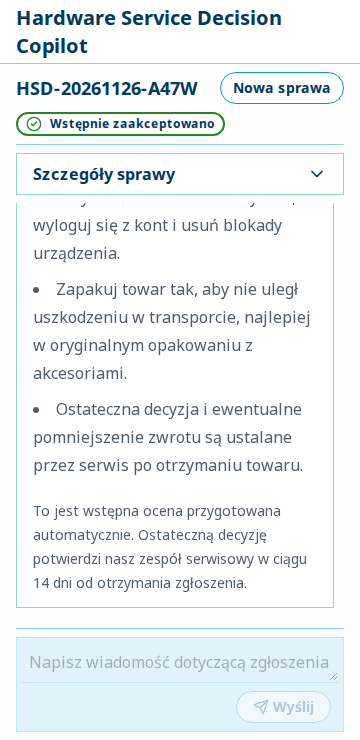 Hardware Service Decision
Copilot
HSD-20261126-A47W
Nowa sprawa
Wstępnie zaakceptowano
Szczegóły sprawy
wyloguj się z kont i usuń blokady
urządzenia.
• Zapakuj towar tak, aby nie uległ
uszkodzeniu w transporcie, najlepiej
w oryginalnym opakowaniu z
akcesoriami.
• Ostateczna decyzja i ewentualne
pomniejszenie zwrotu są ustalane
przez serwis po otrzymaniu towaru.
To jest wstępna ocena przygotowana
automatycznie. Ostateczną decyzję
potwierdzi nasz zespół serwisowy w ciągu
14 dni od otrzymania zgłoszenia.
Napisz wiadomość dotyczącą zgłoszenia
Wyślij